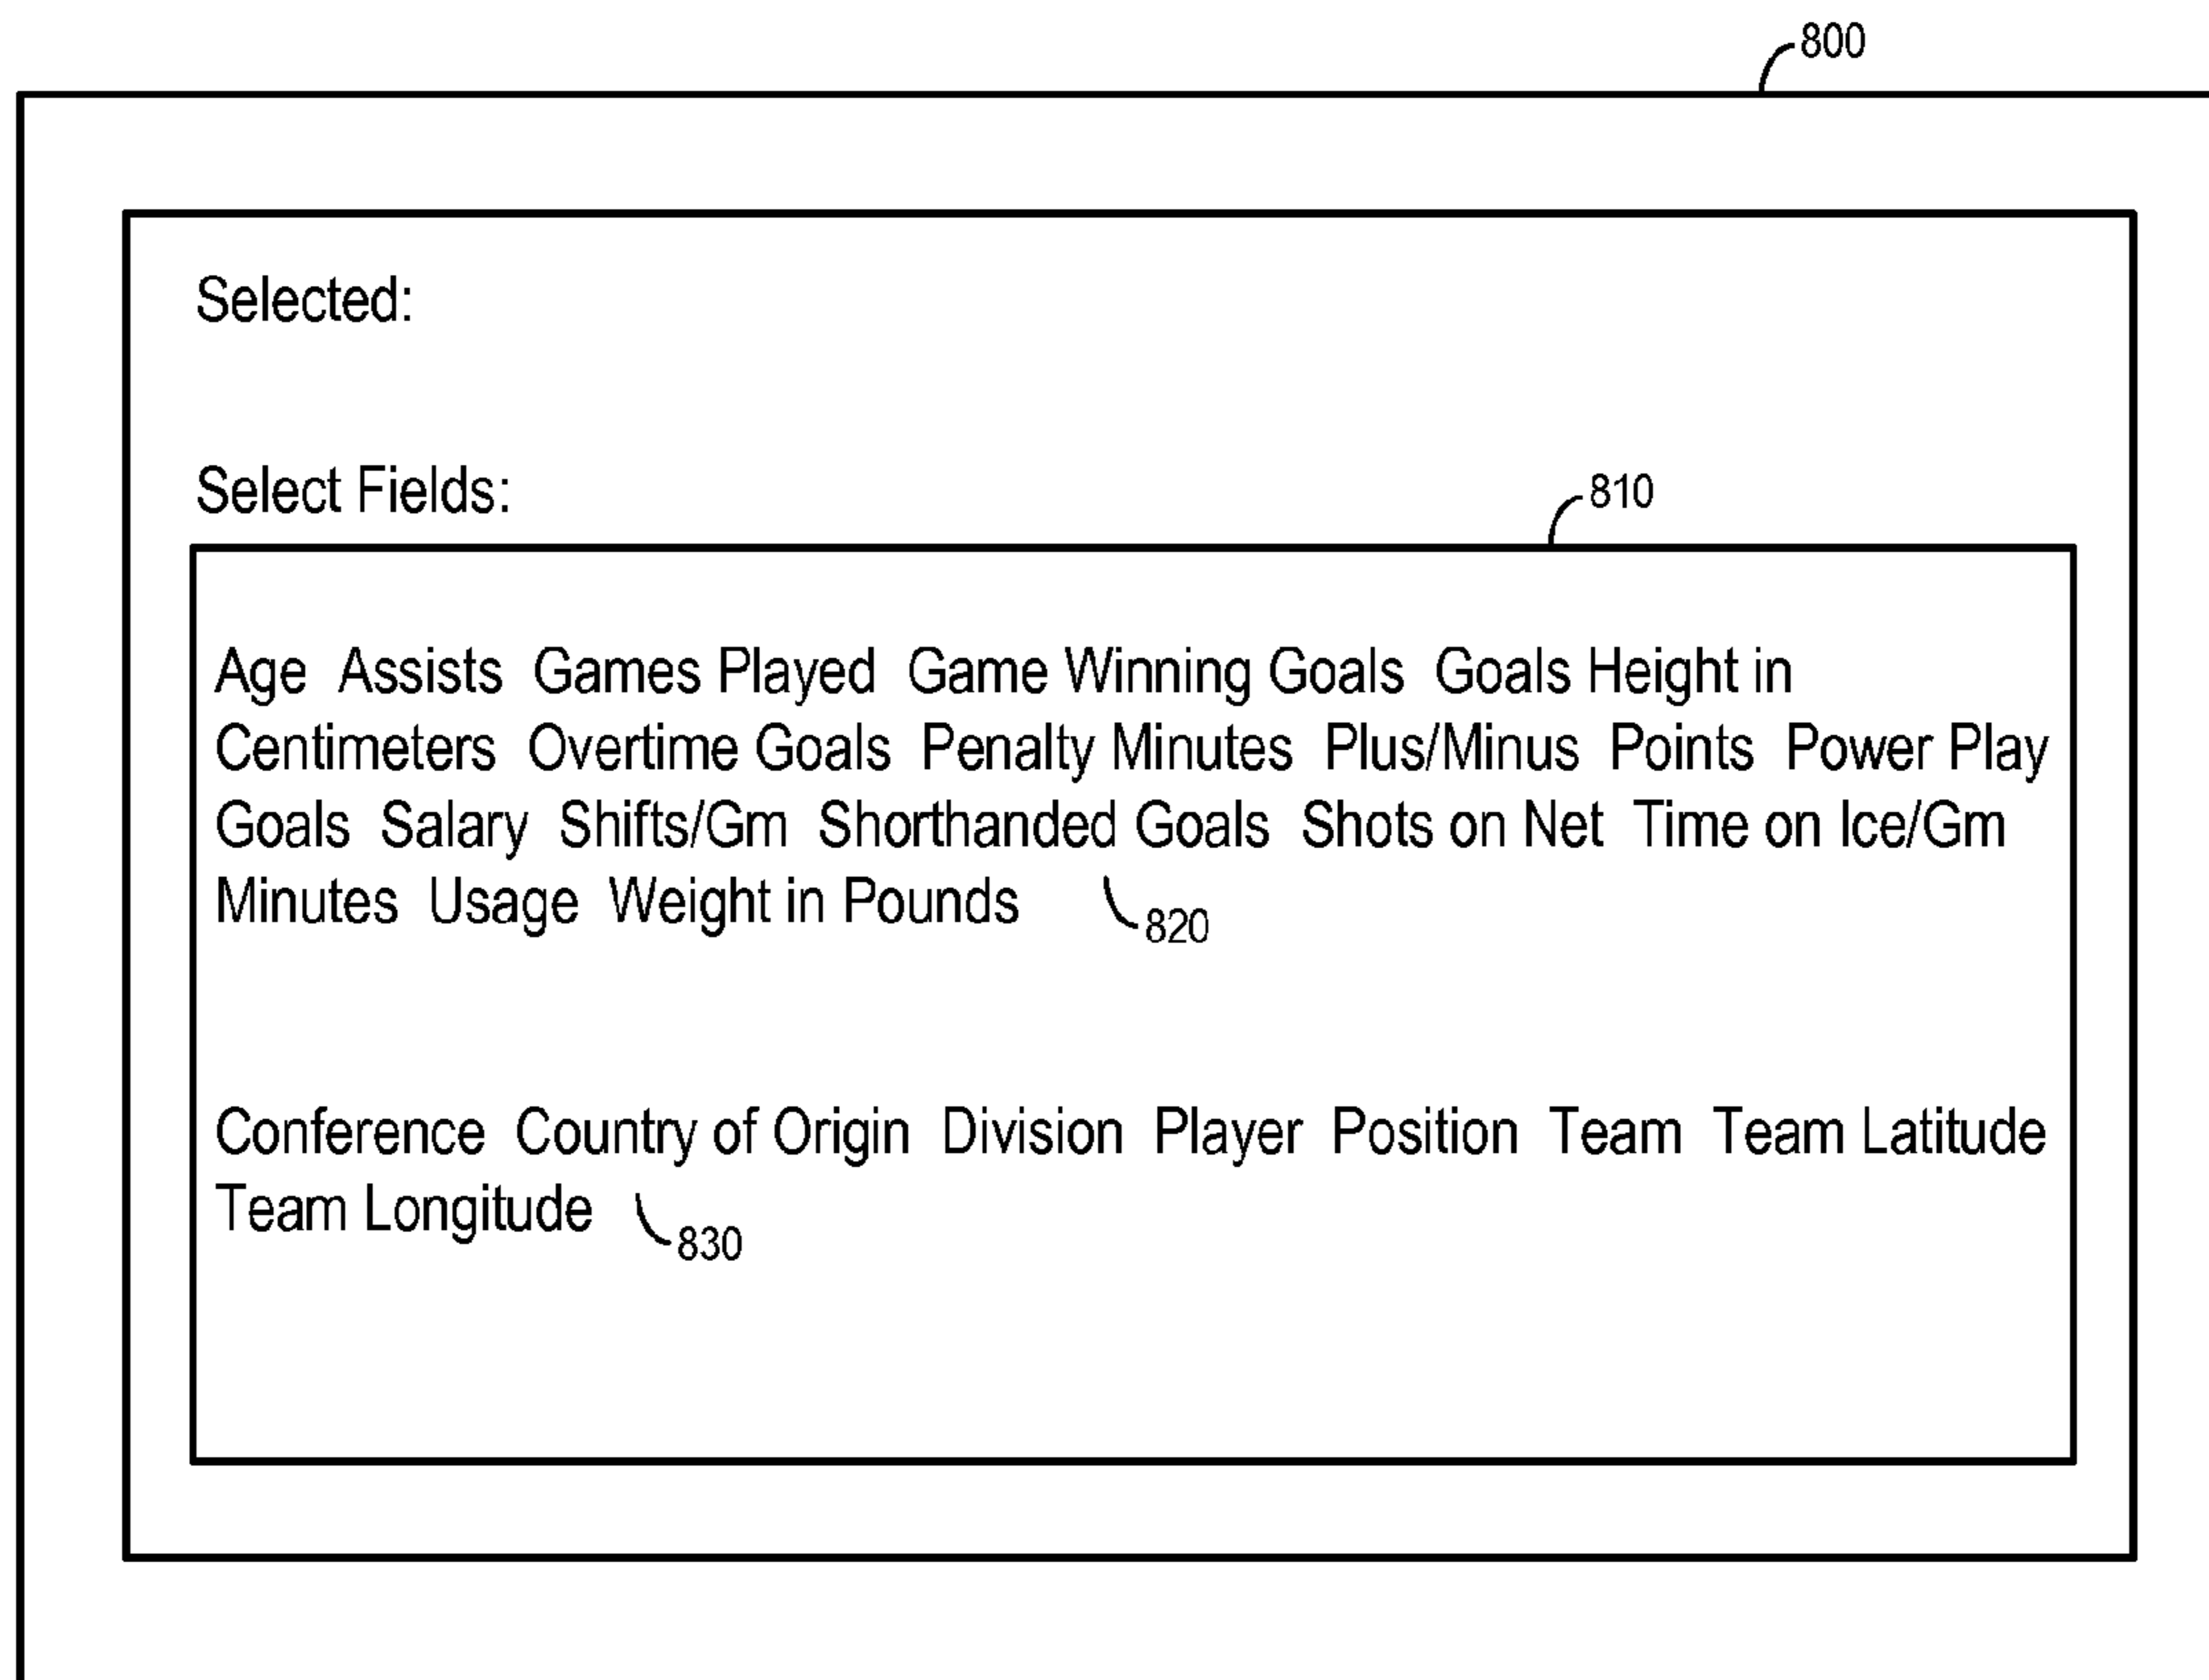 800
Selected:
Select Fields:
810
Age Assists Games Played Game Winning Goals Goals Height in
Centimeters Overtime Goals Penalty Minutes Plus/Minus Points Power Play
Goals Salary Shifts/Gm Shorthanded Goals Shots on Net Time on Ice/Gm
Minutes Usage Weight in Pounds
820
Conference Country of Origin Division Player Position Team Team Latitude
Team Longitude
830